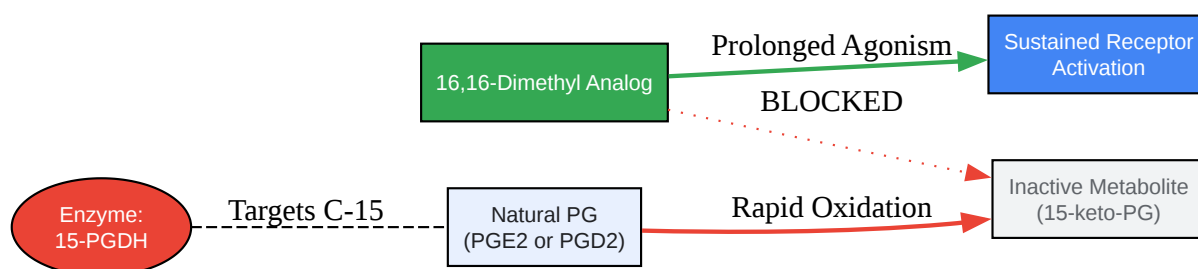 Prolonged Agonism
Sustained Receptor
Activation
16,16-Dimethyl Analog
BLOCKED
Enzyme:
15-PGDH
Targets C-15
Natural PG
(PGE2 or PGD2)
Rapid Oxidation
Inactive Metabolite
(15-keto-PG)